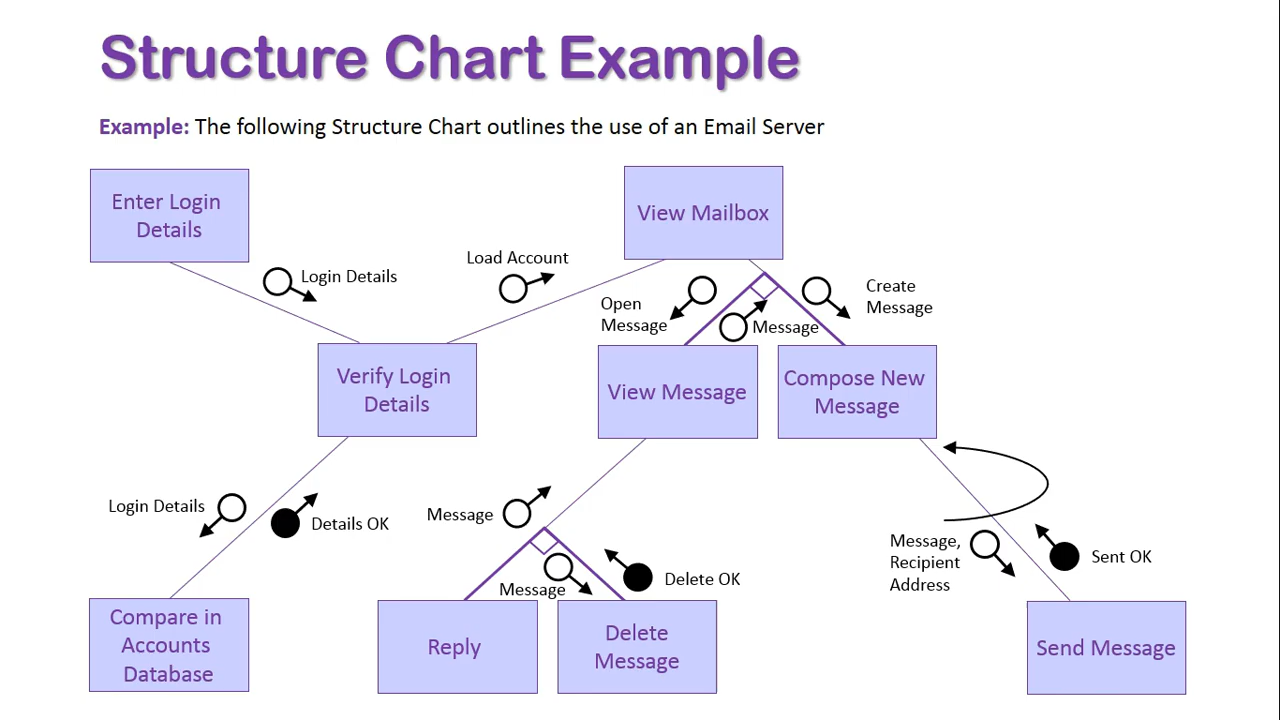 Structure Chart Example
Example: The following Structure Chart outlines the use of an Email Server
Enter Login
Details
View Mailbox
Login Details
Load Account
Open
Message
Message
Create
Message
Verify Login
Details
View Message
Compose New
Message
Login Details
Details OK
Message
Message
Delete OK
Message,
Recipient
Address
Sent OK
Compare in
Accounts
Database
Reply
Delete
Message
Send Message